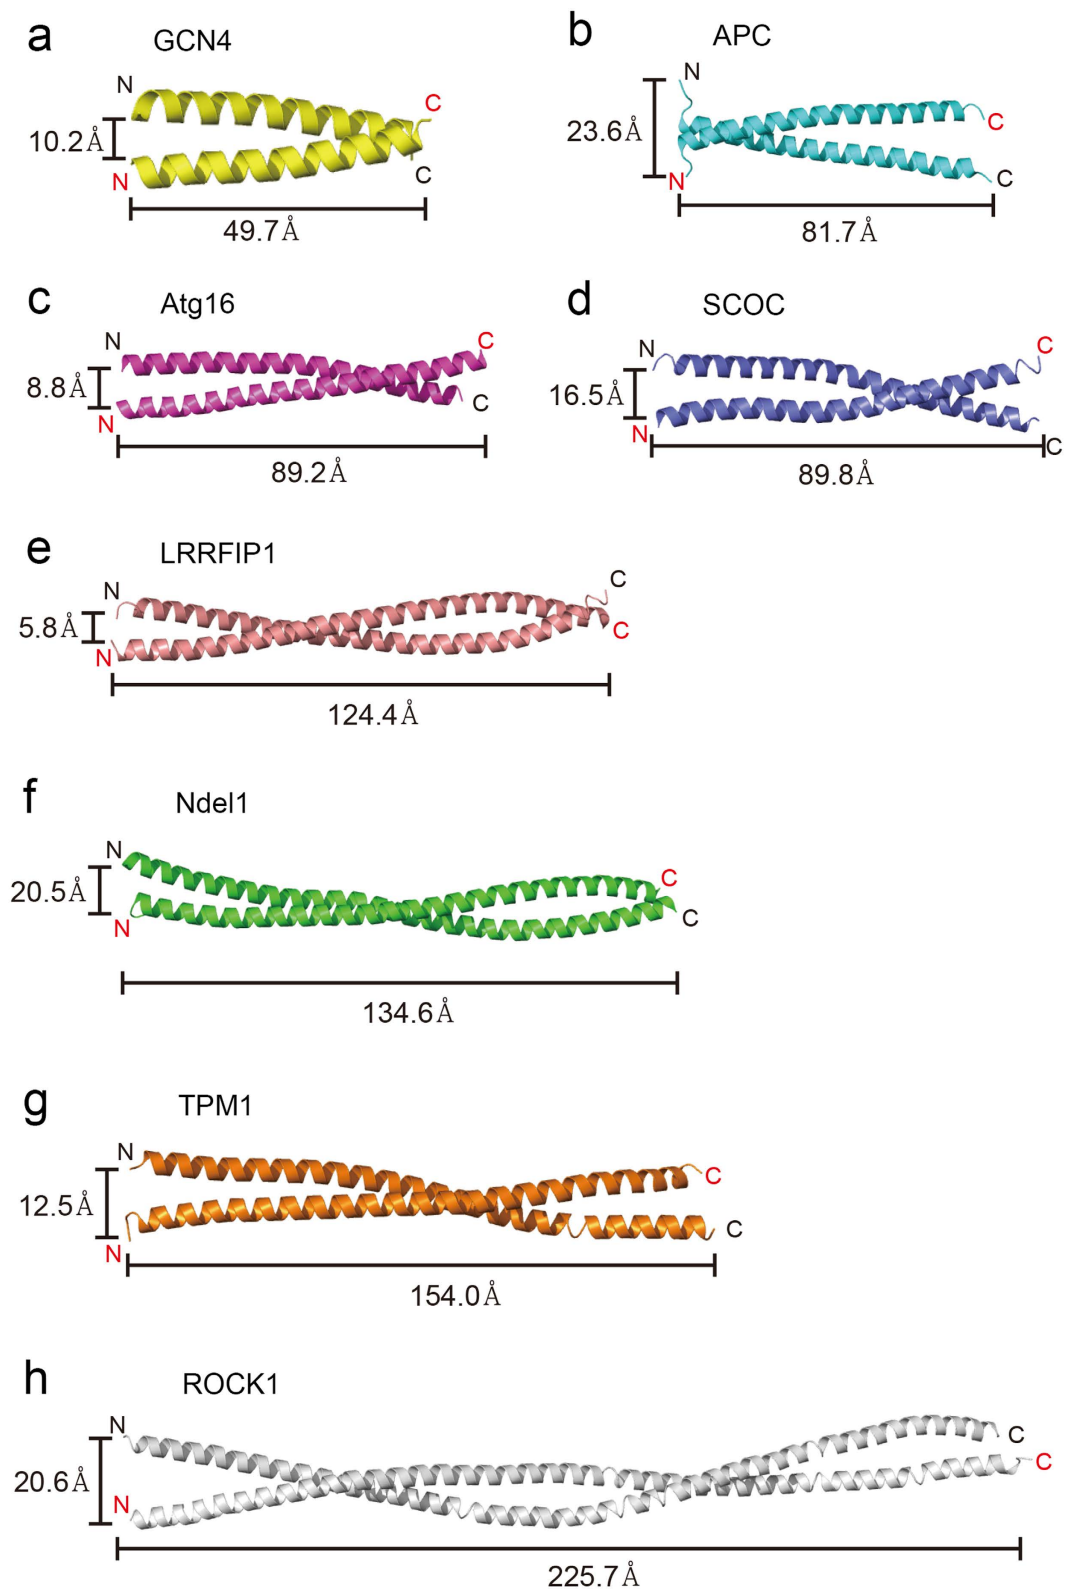 a GCN4
N
C
10.2Å
N
C
49.7Å
b APC
N
23.6Å
C
N
C
81.7Å
c Atg16
N
C
8.8Å
C
N
89.2Å
d SCOC
N
C
16.5Å
N
C
89.8Å
e LRRFIP1
N
C
5.8Å
C
N
124.4Å
f Ndel1
N
C
20.5Å
C
N
134.6Å
g TPM1
N
C
12.5Å
C
N
154.0Å
h ROCK1
N
C
C
20.6Å
N
225.7Å